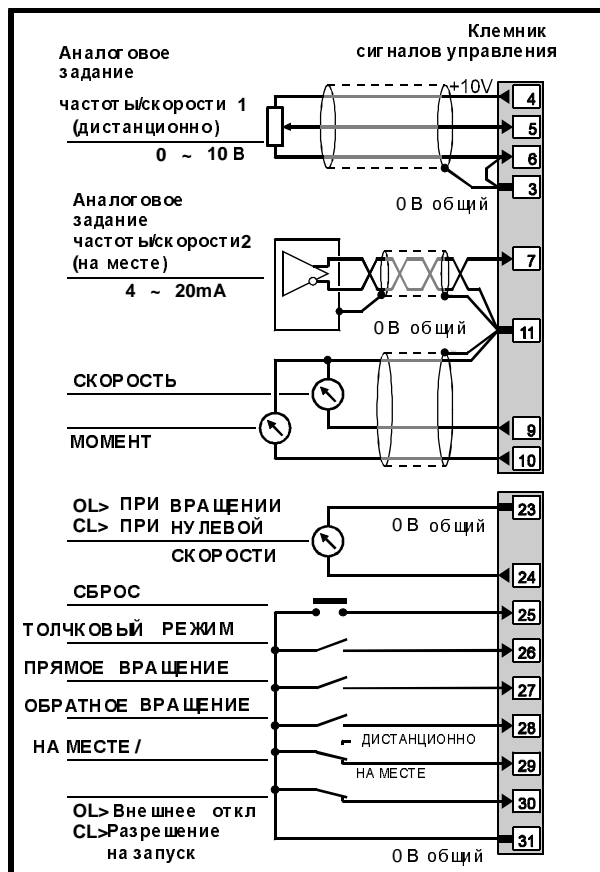 Клемник
сигналов управления
Аналоговое
задание
частоты/скорости 1
(дистанционно)
0 ~ 10 В
+10V
4
5
6
3
0 В общий
Аналоговое
задание
частоты/скорости2
(на месте)
4 ~ 20mA
7
0 В общий
11
СКОРОСТЬ
МОМЕНТ
9
10
OL> ПРИ ВРАЩЕНИИ
CL> ПРИ НУЛЕВОЙ
СКОРОСТИ
0 В общий
23
24
СБРОС
25
ТОЛЧКОВЫЙ РЕЖИМ
26
ПРЯМОЕ ВРАЩЕНИЕ
27
ОБРАТНОЕ ВРАЩЕНИЕ
28
НА МЕСТЕ /
ДИСТАНЦИОННО
29
НА МЕСТЕ
30
OL> Внешнее откл
CL>Разрешение
на запуск
31
0 В общий